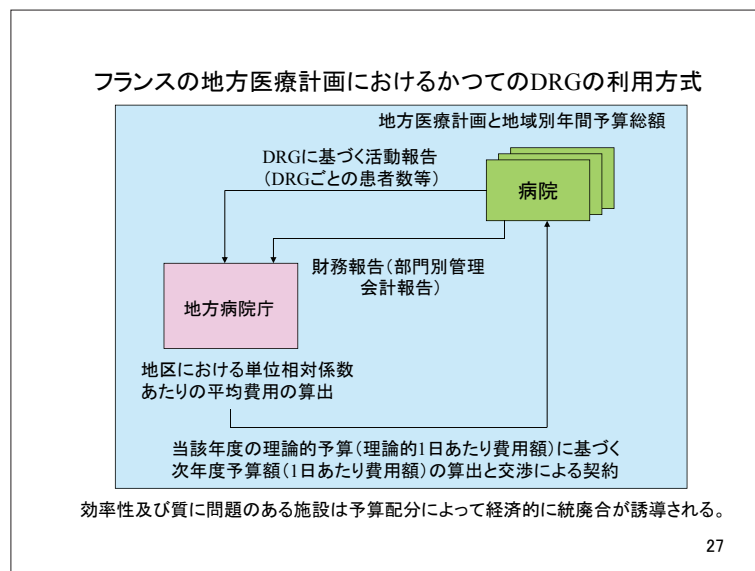 フランスの地方医療計画におけるかつてのDRGの利用方式
地方医療計画と地域別年間予算総額
DRGに基づく活動報告
（DRGごとの患者数等）
病院
財務報告（部門別管理
会計報告）
地方病院庁
地区における単位相対係数
あたりの平均費用の算出
当該年度の理論的予算（理論的1日あたり費用額）に基づく
次年度予算額（1日あたり費用額）の算出と交渉による契約
効率性及び質に問題のある施設は予算配分によって経済的に統廃合が誘導される。
27